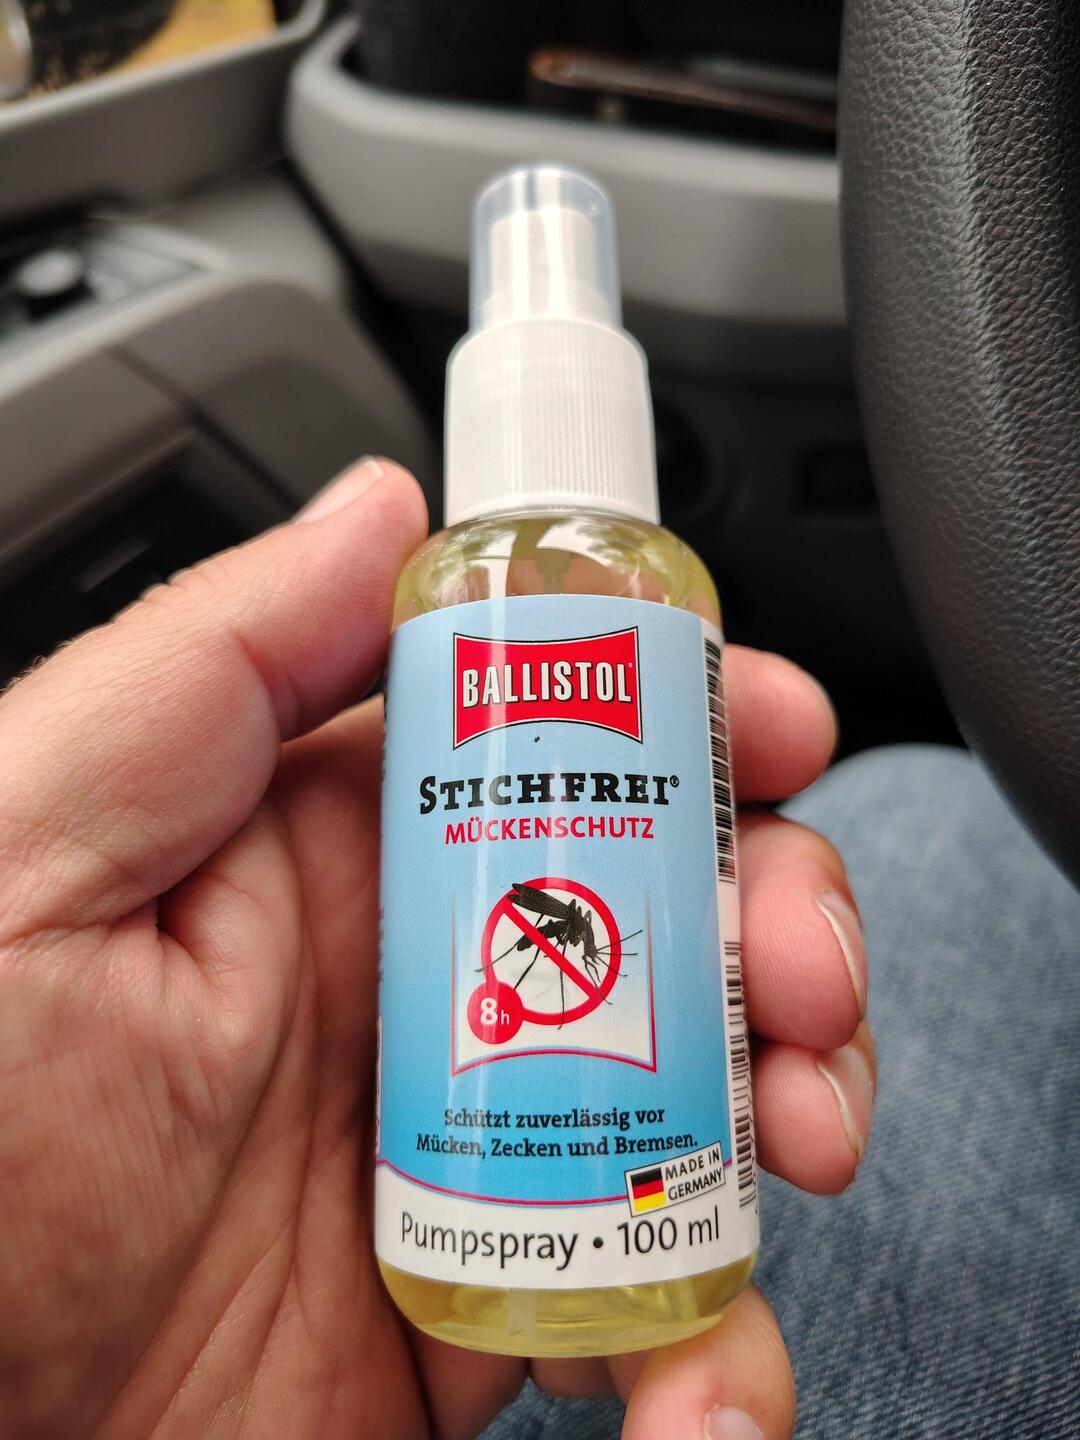 BALLISTOL
STICHFREI®
MÜCKENSCHUTZ
8h
Schützt zuverlässig vor
Mücken, Zecken und Bremsen.
MADE IN
GERMANY
Pumpspray • 100 ml